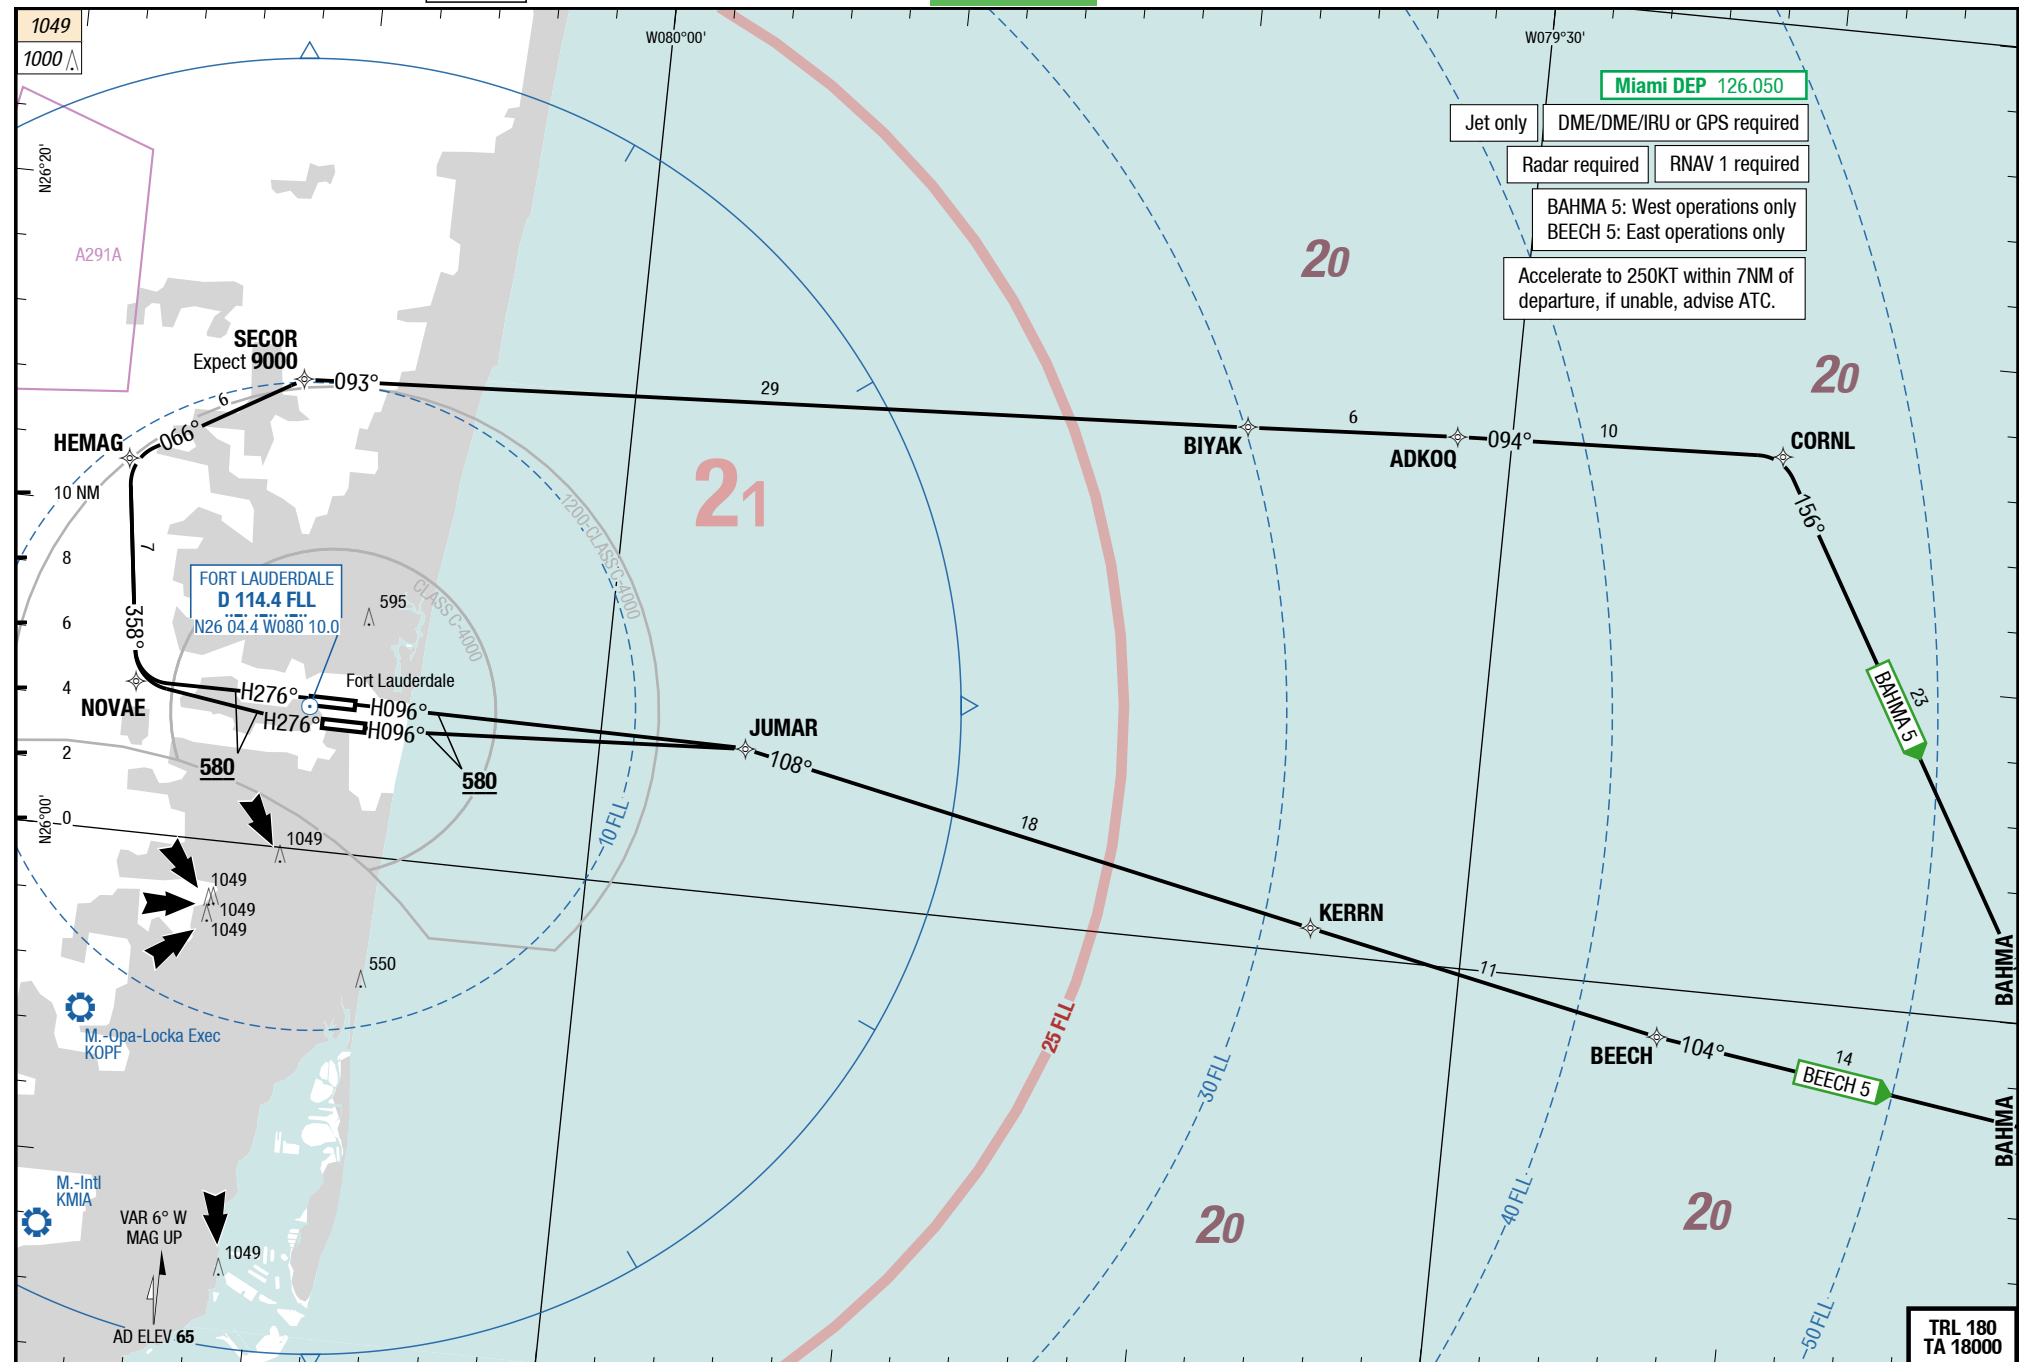 1049
1000
W080°00'
W079°30'
Miami DEP 126.050
Jet only
DME/DME/IRU or GPS required
Radar required
RNAV 1 required
BAHMA 5: West operations only
BEECH 5: East operations only
Accelerate to 250KT within 7NM of
departure, if unable, advise ATC.
N26°20'
A291A
20
20
SECOR
Expect 9000
093°
29
6
066°
HEMAG
BIYAK
6
ADKOQ
094°
10
CORNL
156°
21
10 NM
8
6
4
2
0
7
358°
1200-CLASS C-4000
CLASS C-4000
FORT LAUDERDALE
D 114.4 FLL
N26 04.4 W080 10.0
595
Fort Lauderdale
NOVAE
H276°
H096°
H276°
H096°
580
580
JUMAR
108°
18
23
BAHMA 5
N26°00'
10 FLL
1049
1049
1049
1049
550
KERRN
11
BAHMA
25 FLL
M.-Opa-Locka Exec
KOPF
BEECH
104°
14
BEECH 5
30 FLL
BAHMA
M.-Intl
KMIA
VAR 6° W
MAG UP
1049
20
40 FLL
20
AD ELEV 65
50 FLL
TRL 180
TA 18000